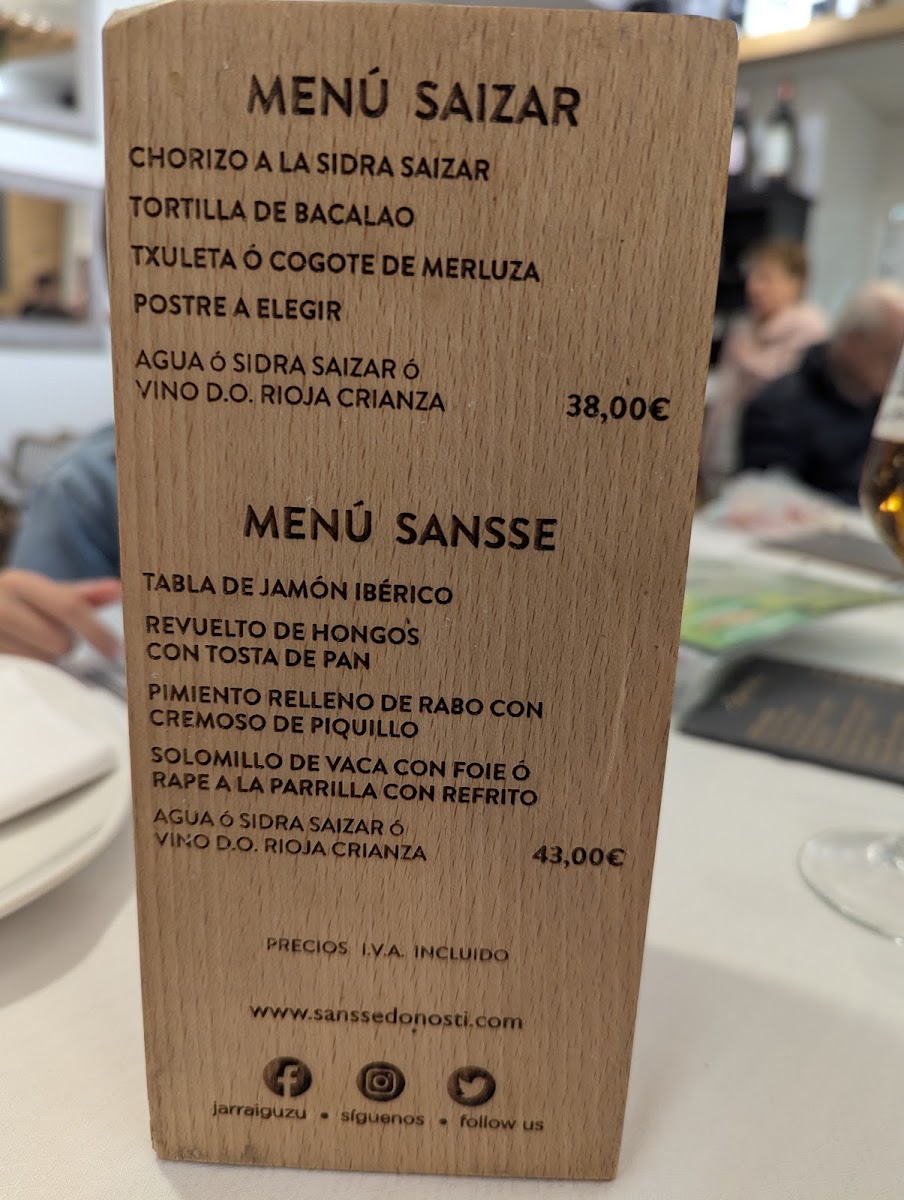 MENÚ SAIZAR
CHORIZO A LA SIDRA SAIZAR
TORTILLA DE BACALAO
TXULETA Ó COGOTE DE MERLUZA
POSTRE A ELEGIR
AGUA Ó SIDRA SAIZAR Ó
VINO D.O. RIOJA CRIANZA 38,00€
MENÚ SANSSE
TABLA DE JAMÓN IBÉRICO
REVUELTO DE HONGOS
CON TOSTA DE PAN
PIMIENTO RELLENO DE RABO CON
CREMOSO DE PIQUILLO
SOLOMILLO DE VACA CON FOIE Ó
RAPE A LA PARRILLA CON REFRITO
AGUA Ó SIDRA SAIZAR Ó
VINO D.O. RIOJA CRIANZA 43,00€
PRECIOS I.V.A. INCLUIDO
www.sanssedonosti.com
jarraiguzu • síguenos • follow us